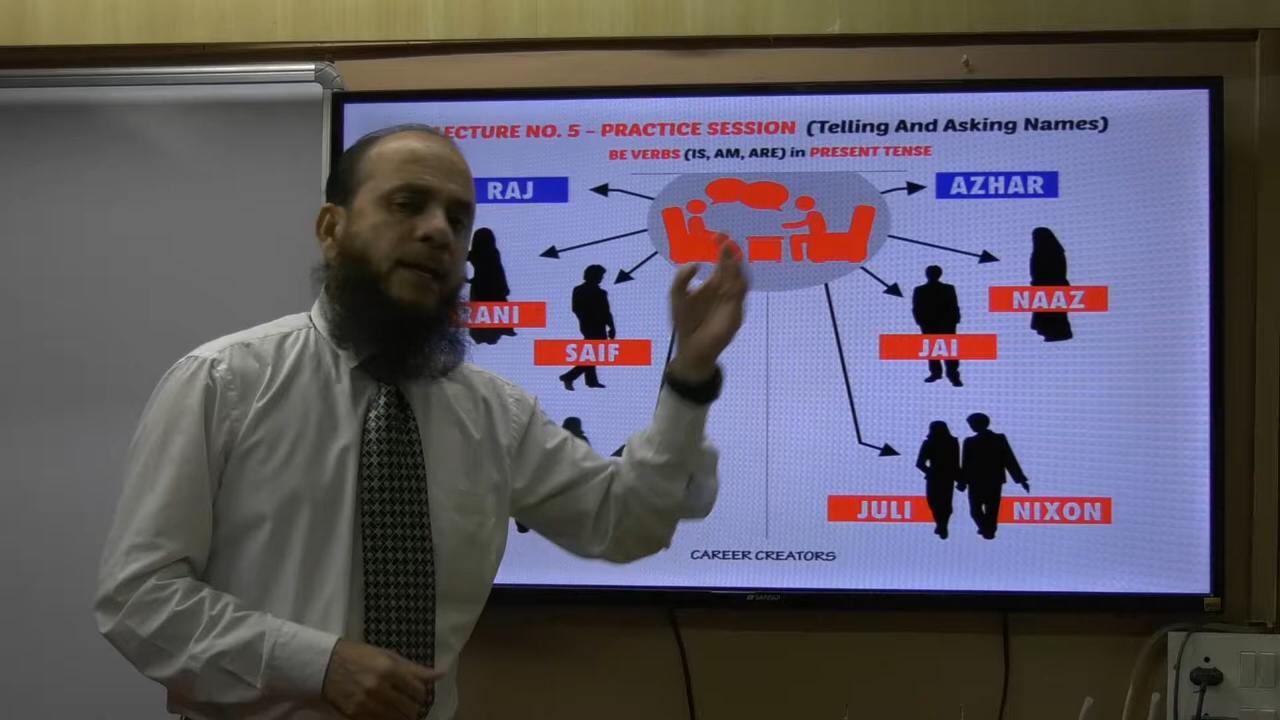 LECTURE NO. 5 – PRACTICE SESSION (Telling And Asking Names)
BE VERBS (IS, AM, ARE) in PRESENT TENSE
RAJ
AZHAR
RANI
NAAZ
SAIF
JAI
JULI
NIXON
CAREER CREATORS
SANSUI